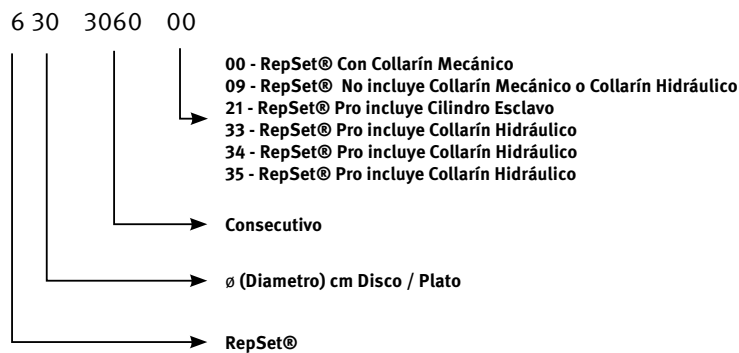 6 30 3060 00
00 - RepSet® Con Collarín Mecánico
09 - RepSet® No incluye Collarín Mecánico o Collarín Hidráulico
21 - RepSet® Pro incluye Cilindro Esclavo
33 - RepSet® Pro incluye Collarín Hidráulico
34 - RepSet® Pro incluye Collarín Hidráulico
35 - RepSet® Pro incluye Collarín Hidráulico
Consecutivo
ø (Diametro) cm Disco / Plato
RepSet®